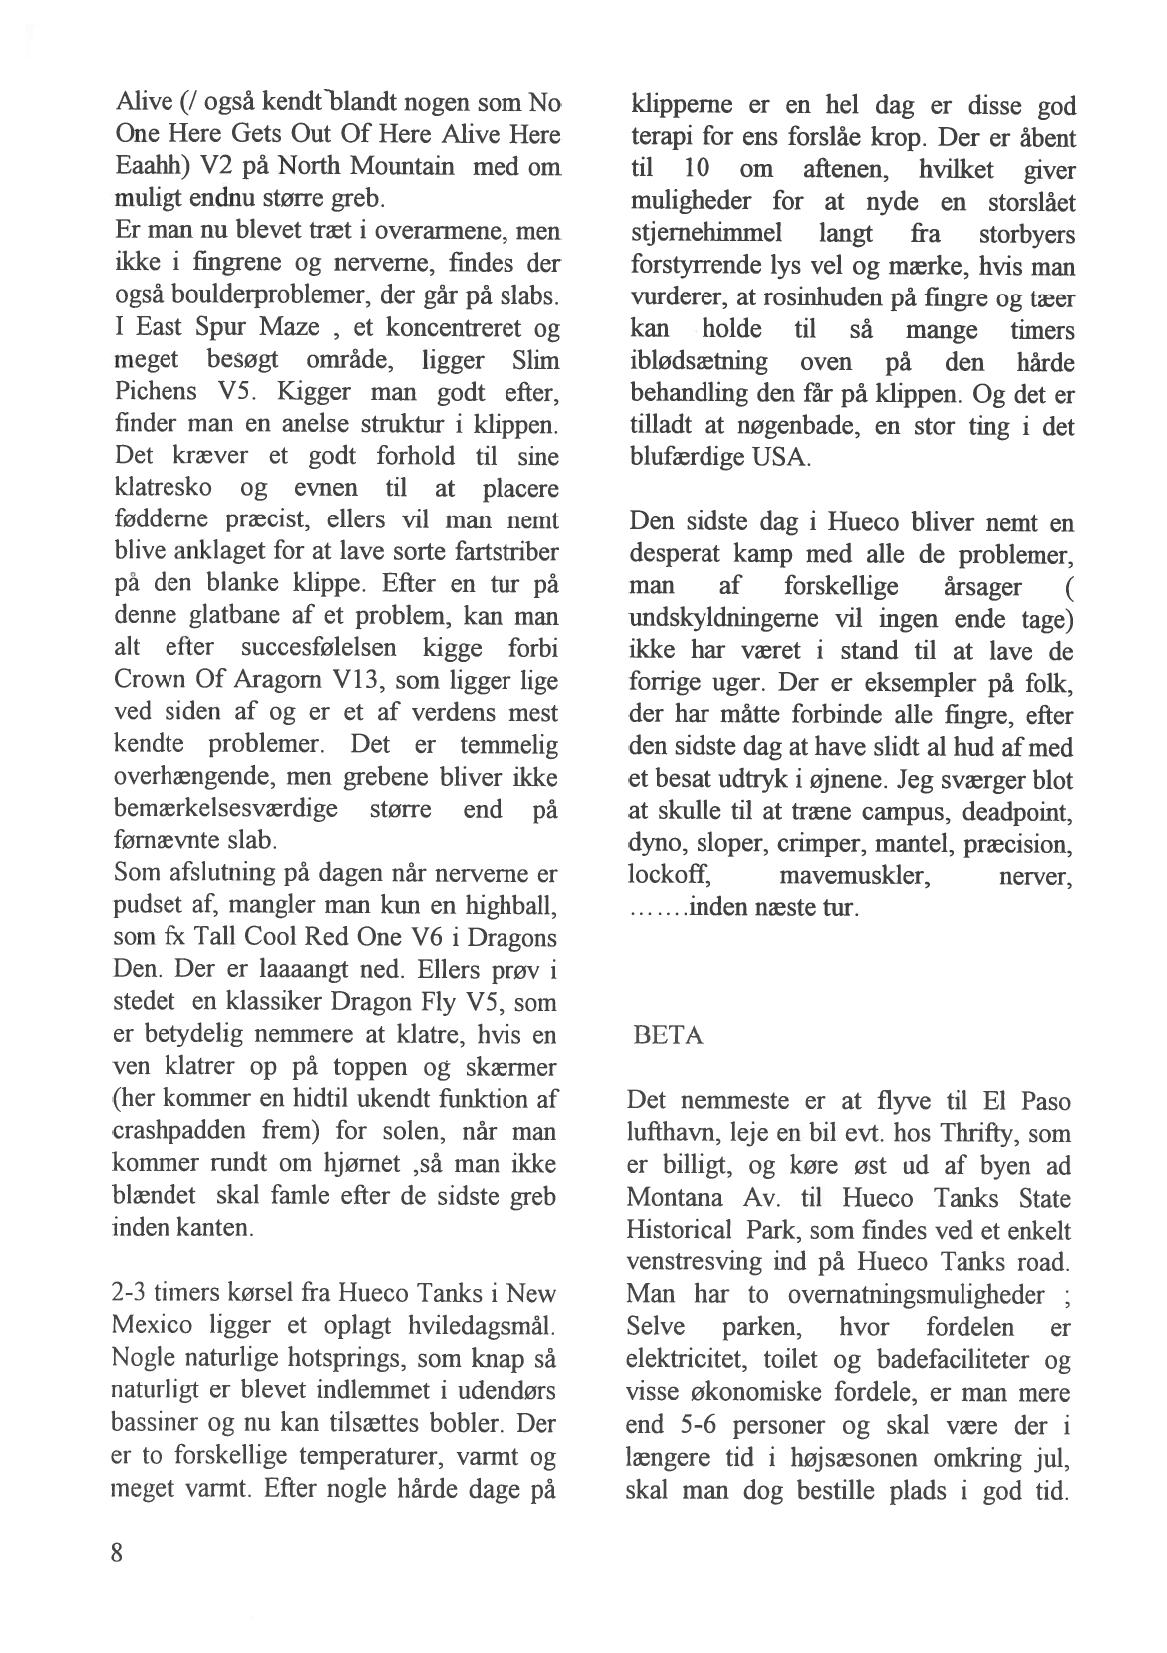 Alive (/ også kendt blandt nogen som No
One Here Gets Out Of Here Alive Here
Eaahh) V2 på North Mountain med om
muligt endnu større greb.
Er man nu blevet træt i overarmene, men
ikke i fingrene og nerverne, findes der
også boulderproblemer, der går på slabs.
I East Spur Maze , et koncentreret og
meget besøgt område, ligger Slim
Pichens V5. Kigger man godt efter,
finder man en anelse struktur i klippen.
Det kræver et godt forhold til sine
klatresko og evnen til at placere
fødderne præcist, ellers vil man nemt
blive anklaget for at lave sorte fartstriber
på den blanke klippe. Efter en tur på
denne glatbane af et problem, kan man
alt efter succesfølelsen kigge forbi
Crown Of Aragorn V13, som ligger lige
ved siden af og er et af verdens mest
kendte problemer. Det er temmelig
overhængende, men grebene bliver ikke
bemærkelsesværdige større end på
førnævnte slab.
Som afslutning på dagen når nerverne er
pudset af, mangler man kun en highball,
som fx Tall Cool Red One V6 i Dragons
Den. Der er laaaangt ned. Ellers prøv i
stedet en klassiker Dragon Fly V5, som
er betydelig nemmere at klatre, hvis en
ven klatrer op på toppen og skærmer
(her kommer en hidtil ukendt funktion af
crashpadden frem) for solen, når man
kommer rundt om hjørnet ,så man ikke
blændet skal famle efter de sidste greb
inden kanten.

2-3 timers kørsel fra Hueco Tanks i New
Mexico ligger et oplagt hviledagsmål.
Nogle naturlige hotsprings, som knap så
naturligt er blevet indlemmet i udendørs
bassiner og nu kan tilsættes bobler. Der
er to forskellige temperaturer, varmt og
meget varmt. Efter nogle hårde dage på
klipperne er en hel dag er disse god
terapi for ens forslåe krop. Der er åbent
til 10 om aftenen, hvilket giver
muligheder for at nyde en storslået
stjernehimmel langt fra storbyers
forstyrrende lys vel og mærke, hvis man
vurderer, at rosinhuden på fingre og tæer
kan holde til så mange timers
iblødsætning oven på den hårde
behandling den får på klippen. Og det er
tilladt at nøgenbade, en stor ting i det
blufærdige USA.

Den sidste dag i Hueco bliver nemt en
desperat kamp med alle de problemer,
man af forskellige årsager (
undskyldningerne vil ingen ende tage)
ikke har været i stand til at lave de
forrige uger. Der er eksempler på folk,
der har måtte forbinde alle fingre, efter
den sidste dag at have slidt al hud af med
et besat udtryk i øjnene. Jeg sværger blot
at skulle til at træne campus, deadpoint,
dyno, sloper, crimper, mantel, præcision,
lockoff, mavemuskler, nerver,
.......inden næste tur.

BETA

Det nemmeste er at flyve til El Paso
lufthavn, leje en bil evt. hos Thrifty, som
er billigt, og køre øst ud af byen ad
Montana Av. til Hueco Tanks State
Historical Park, som findes ved et enkelt
venstresving ind på Hueco Tanks road.
Man har to overnatningsmuligheder ;
Selve parken, hvor fordelen er
elektricitet, toilet og badefaciliteter og
visse økonomiske fordele, er man mere
end 5-6 personer og skal være der i
længere tid i højsæsonen omkring jul,
skal man dog bestille plads i god tid.

8